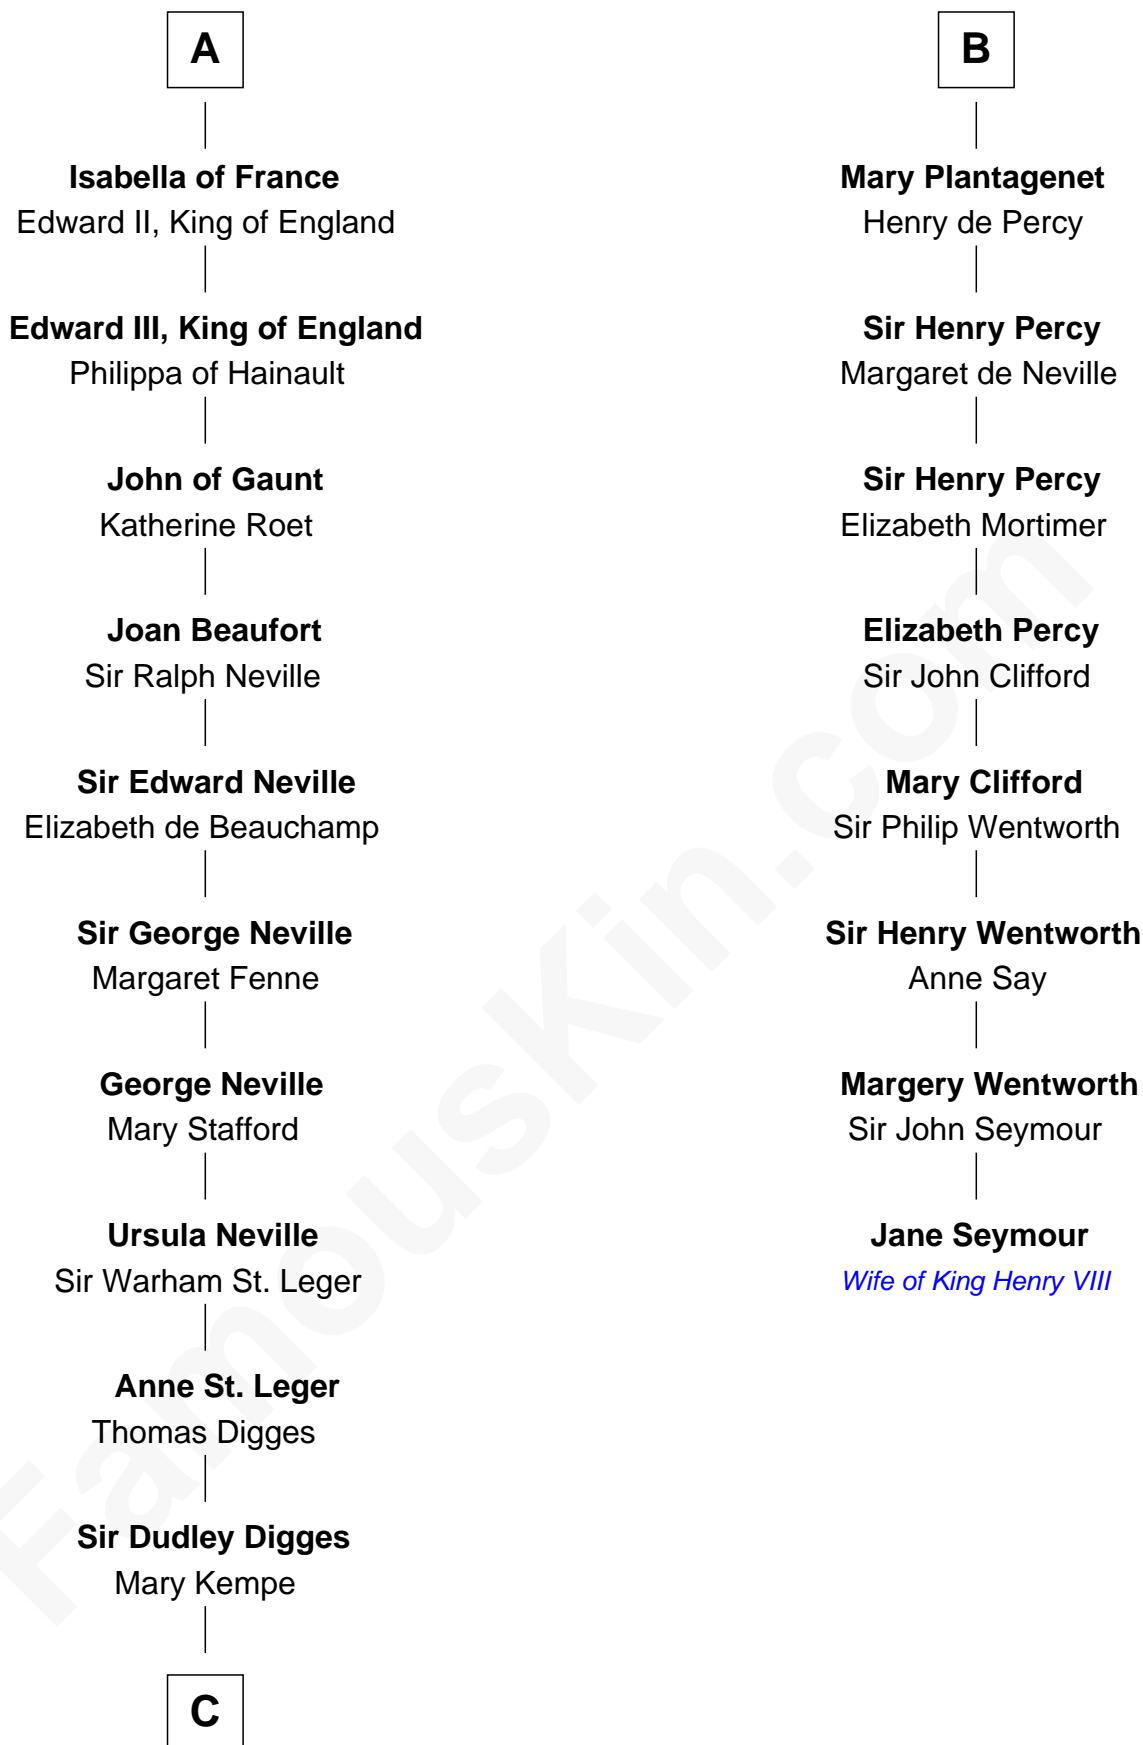 A
Isabella of France
Edward II, King of England
Edward III, King of England
Philippa of Hainault
John of Gaunt
Katherine Roet
Joan Beaufort
Sir Ralph Neville
Sir Edward Neville
Elizabeth de Beauchamp
Sir George Neville
Margaret Fenne
George Neville
Mary Stafford
Ursula Neville
Sir Warham St. Leger
Anne St. Leger
Thomas Digges
Sir Dudley Digges
Mary Kempe
C
B
Mary Plantagenet
Henry de Percy
Sir Henry Percy
Margaret de Neville
Sir Henry Percy
Elizabeth Mortimer
Elizabeth Percy
Sir John Clifford
Mary Clifford
Sir Philip Wentworth
Sir Henry Wentworth
Anne Say
Margery Wentworth
Sir John Seymour
Jane Seymour
Wife of King Henry VIII
FamousKin.com